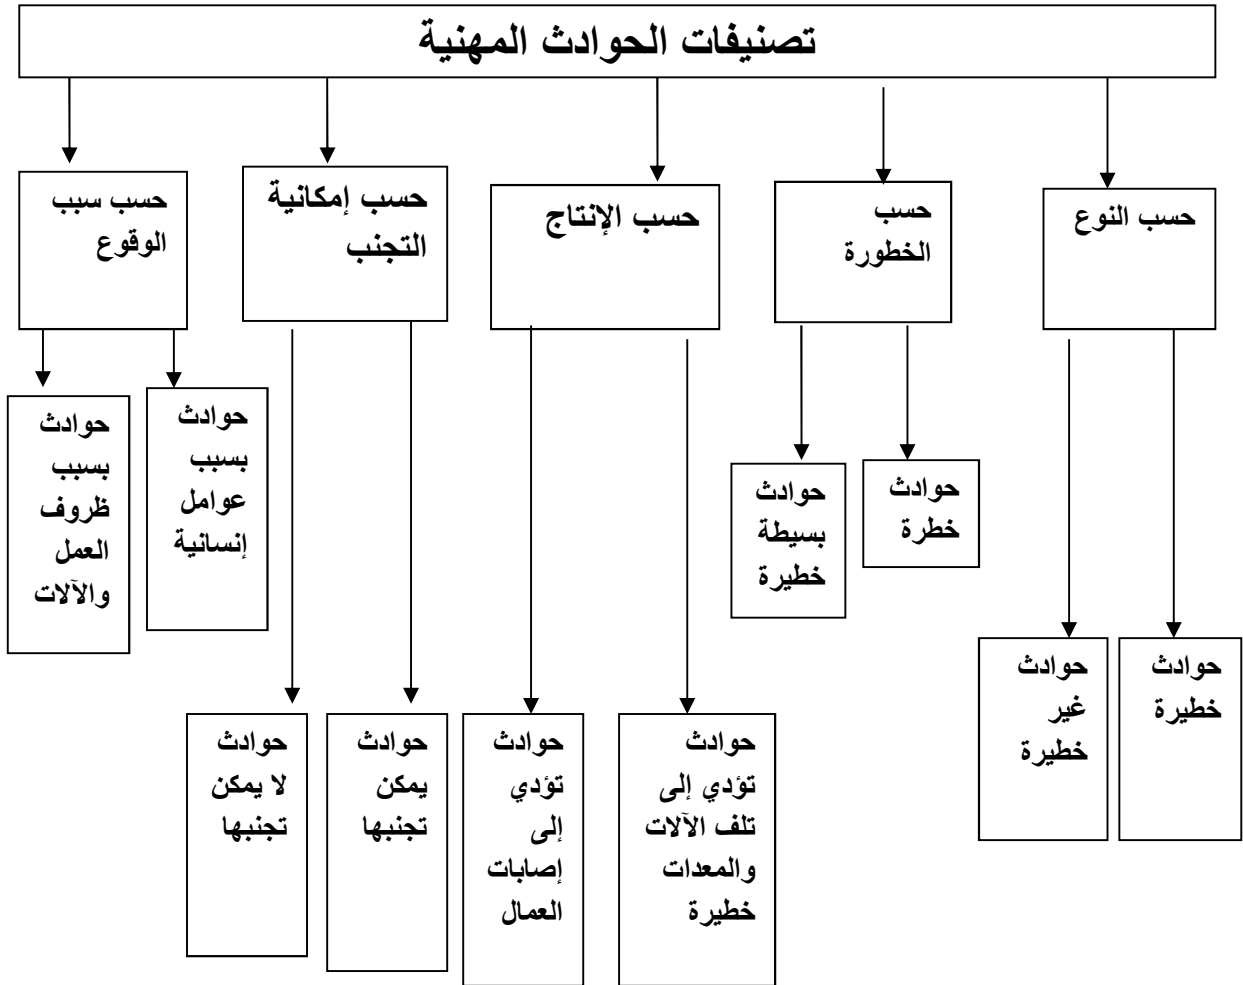 تصنيفات الحوادث المهنية
حسب النوع
حسب
الخطورة
حسب الإنتاج
حسب إمكانية
التجنب
حسب سبب
الوقوع
حوادث
خطيرة
حوادث
غير
خطيرة
حوادث
خطرة
حوادث
بسيطة
خطيرة
حوادث
تؤدي إلى
تلف الآلات
والمعدات
خطيرة
حوادث
تؤدي
إلى
إصابات
العمال
حوادث
يمكن
تجنبها
حوادث
لا يمكن
تجنبها
حوادث
بسبب
عوامل
إنسانية
حوادث
بسبب
ظروف
العمل
والآلات